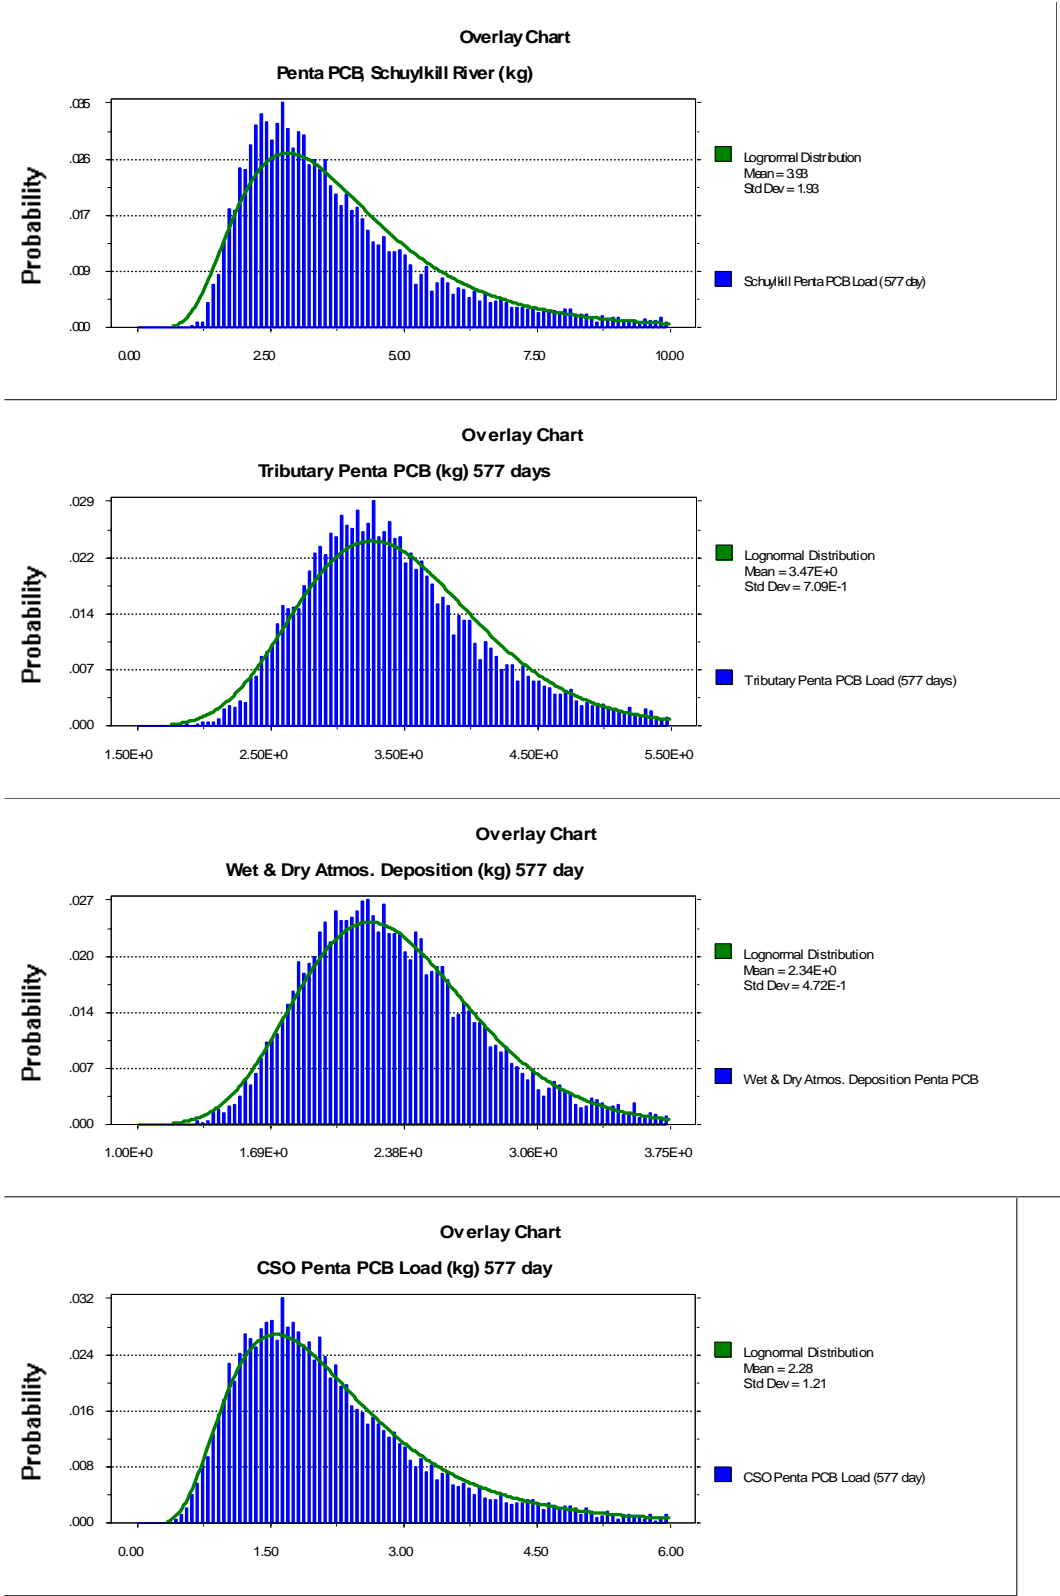 Overlay Chart
Penta PCB, Schuylkill River (kg)
Probability
.035
.026
.017
.009
.000
0.00 2.50 5.00 7.50 10.00
Lognormal Distribution
Mean = 3.93
Std Dev = 1.93
Schuylkill Penta PCB Load (577 day)
Overlay Chart
Tributary Penta PCB (kg) 577 days
Probability
.029
.022
.014
.007
.000
1.50E+0 2.50E+0 3.50E+0 4.50E+0 5.50E+0
Lognormal Distribution
Mean = 3.47E+0
Std Dev = 7.09E-1
Tributary Penta PCB Load (577 days)
Overlay Chart
Wet & Dry Atmos. Deposition (kg) 577 day
Probability
.027
.020
.014
.007
.000
1.00E+0 1.69E+0 2.38E+0 3.06E+0 3.75E+0
Lognormal Distribution
Mean = 2.34E+0
Std Dev = 4.72E-1
Wet & Dry Atmos. Deposition Penta PCB
Overlay Chart
CSO Penta PCB Load (kg) 577 day
Probability
.032
.024
.016
.008
.000
0.00 1.50 3.00 4.50 6.00
Lognormal Distribution
Mean = 2.28
Std Dev = 1.21
CSO Penta PCB Load (577 day)